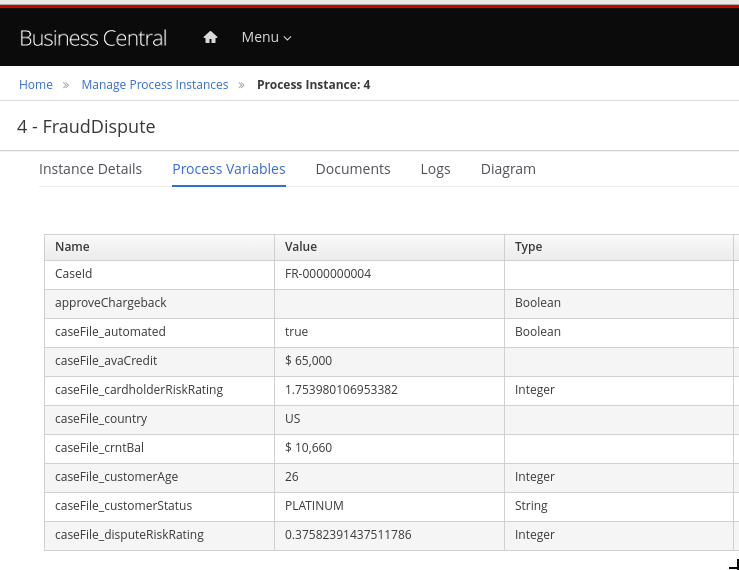 Business Central Menu
Home » Manage Process Instances » Process Instance: 4
4 - FraudDispute
Instance Details Process Variables Documents Logs Diagram
Name Value Type
CaseId FR-0000000004
approveChargeback Boolean
caseFile_automated true Boolean
caseFile_avaCredit $ 65,000
caseFile_cardholderRiskRating 1.753980106953382 Integer
caseFile_country US
caseFile_crntBal $ 10,660
caseFile_customerAge 26 Integer
caseFile_customerStatus PLATINUM String
caseFile_disputeRiskRating 0.37582391437511786 Integer